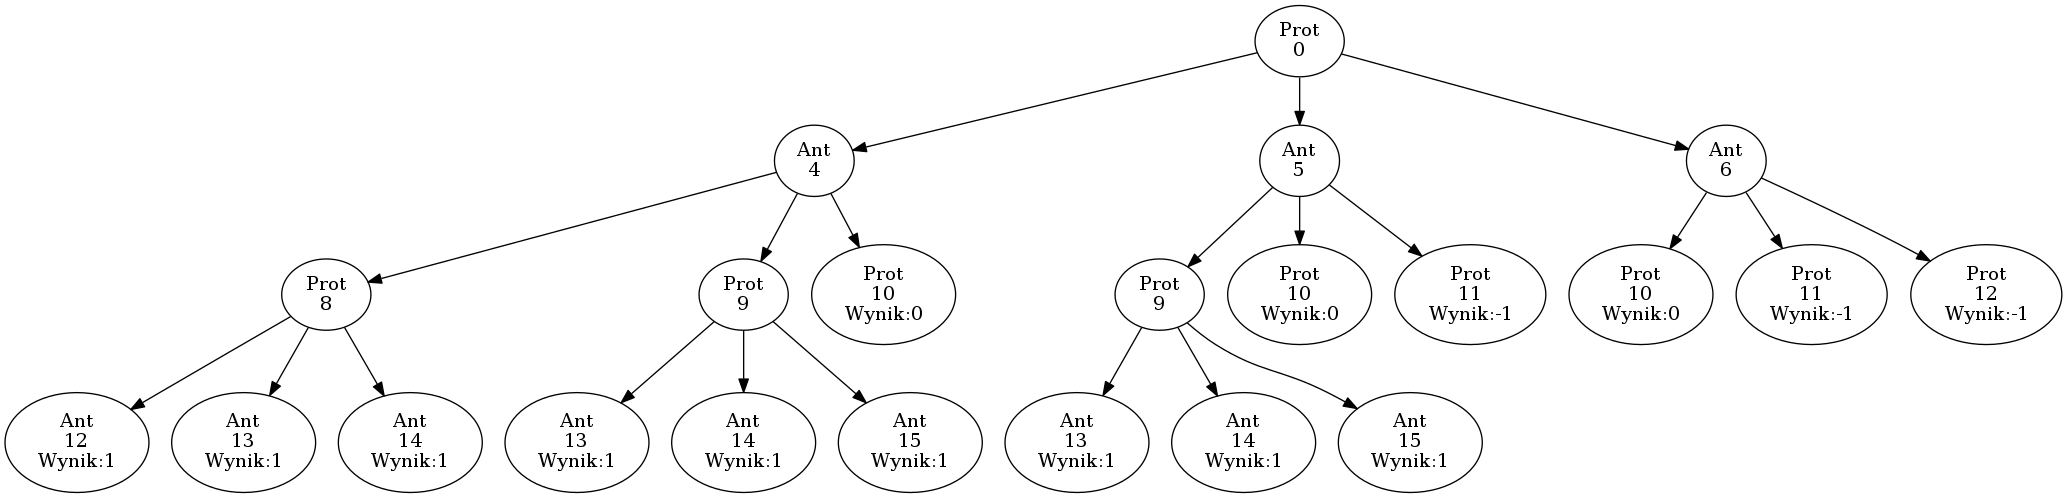 Prot
0
Ant
4
Ant
5
Ant
6
Prot
8
Prot
9
Prot
10
Wynik:0
Prot
9
Prot
10
Wynik:0
Prot
11
Wynik:-1
Prot
10
Wynik:0
Prot
11
Wynik:-1
Prot
12
Wynik:-1
Ant
12
Wynik:1
Ant
13
Wynik:1
Ant
14
Wynik:1
Ant
13
Wynik:1
Ant
14
Wynik:1
Ant
15
Wynik:1
Ant
13
Wynik:1
Ant
14
Wynik:1
Ant
15
Wynik:1